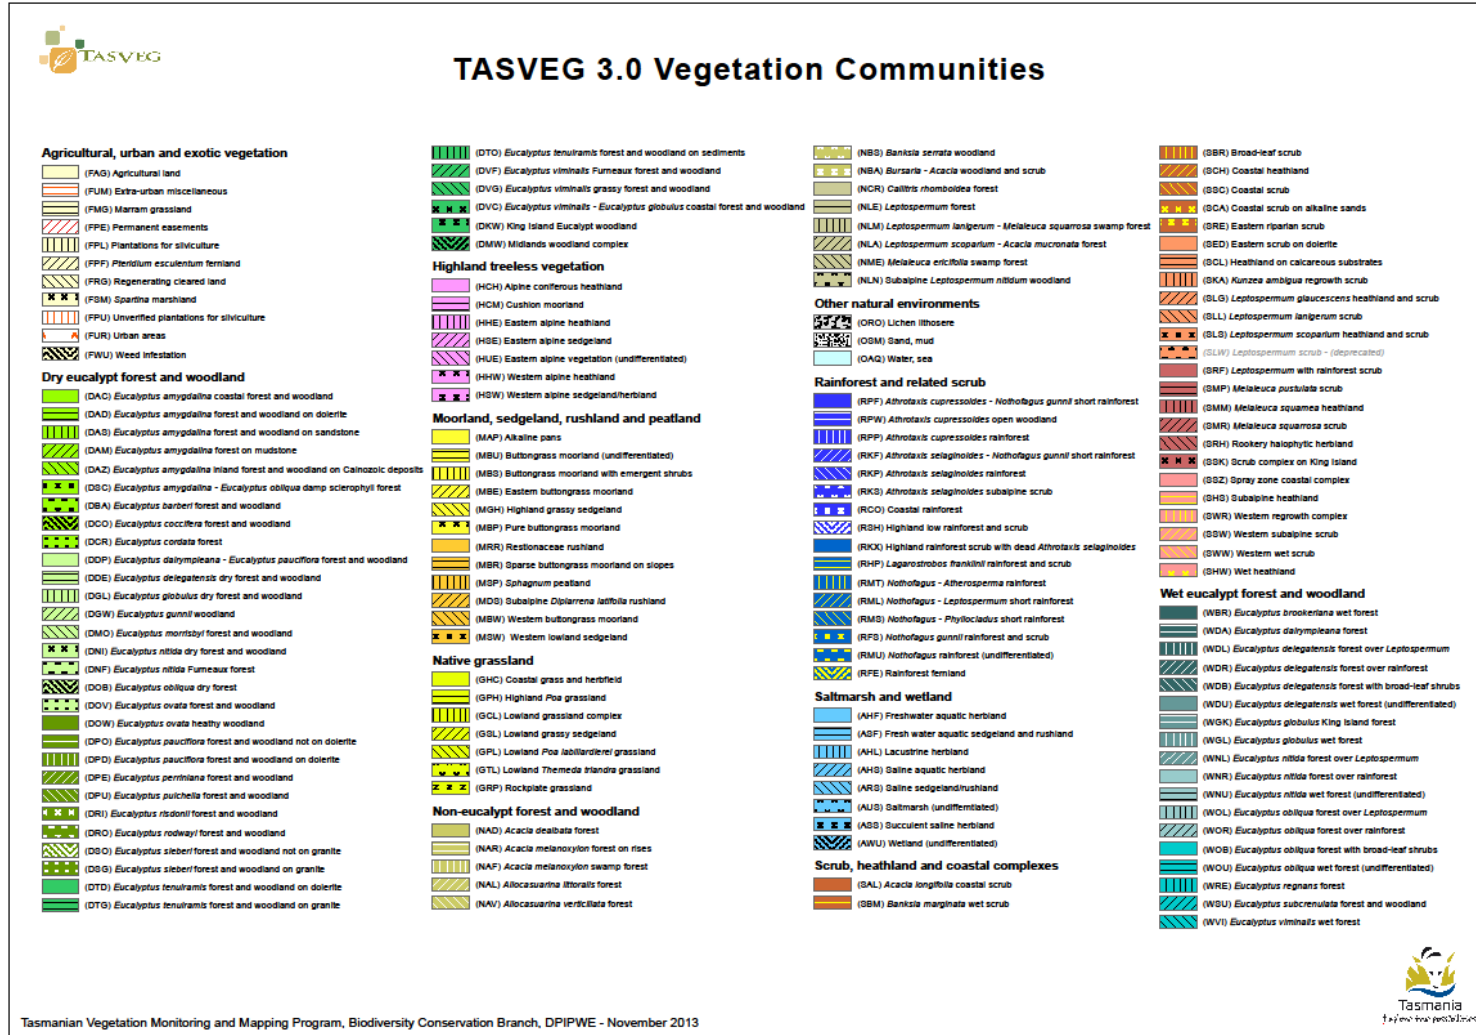 TASVEG
TASVEG 3.0 Vegetation Communities
Agricultural, urban and exotic vegetation
(FAG) Agricultural land
(FUM) Extra-urban miscellaneous
(FMG) Marram grassland
(FPE) Permanent easements
(FPL) Plantations for silviculture
(FPF) Pteridium esculentum fernland
(FRG) Regenerating cleared land
(FSM) Spartina marshland
(FPU) Unverified plantations for silviculture
(FUR) Urban areas
(FWU) Weed infestation
Dry eucalypt forest and woodland
(DAC) Eucalyptus amygdalina coastal forest and woodland
(DAD) Eucalyptus amygdalina forest and woodland on dolerite
(DAS) Eucalyptus amygdalina forest and woodland on sandstone
(DAM) Eucalyptus amygdalina forest on mudstone
(DAZ) Eucalyptus amygdalina inland forest and woodland on Cainozoic deposits
(DSC) Eucalyptus amygdalina - Eucalyptus obliqua damp sclerophyll forest
(DBA) Eucalyptus barberi forest and woodland
(DCO) Eucalyptus coccifera forest and woodland
(DCR) Eucalyptus cordata forest
(DDP) Eucalyptus dalrympleana - Eucalyptus pauciflora forest and woodland
(DDE) Eucalyptus delegatensis dry forest and woodland
(DGL) Eucalyptus globulus dry forest and woodland
(DGW) Eucalyptus gunnii woodland
(DMO) Eucalyptus morrisbyi forest and woodland
(DNI) Eucalyptus nitida dry forest and woodland
(DNF) Eucalyptus nitida Furneaux forest
(DOB) Eucalyptus obliqua dry forest
(DOV) Eucalyptus ovata forest and woodland
(DOW) Eucalyptus ovata heathy woodland
(DPO) Eucalyptus pauciflora forest and woodland not on dolerite
(DPD) Eucalyptus pauciflora forest and woodland on dolerite
(DPE) Eucalyptus perriniana forest and woodland
(DPU) Eucalyptus pulchella forest and woodland
(DRI) Eucalyptus risdonii forest and woodland
(DRO) Eucalyptus rodwayi forest and woodland
(DSO) Eucalyptus sieberi forest and woodland not on granite
(DSG) Eucalyptus sieberi forest and woodland on granite
(DTD) Eucalyptus tenuiramis forest and woodland on dolerite
(DTG) Eucalyptus tenuiramis forest and woodland on granite
(DTO) Eucalyptus tenuiramis forest and woodland on sediments
(DVF) Eucalyptus viminalis Furneaux forest and woodland
(DVG) Eucalyptus viminalis grassy forest and woodland
(DVC) Eucalyptus viminalis - Eucalyptus globulus coastal forest and woodland
(DKW) King Island Eucalypt woodland
(DMW) Midlands woodland complex
Highland treeless vegetation
(HCH) Alpine coniferous heathland
(HCM) Cushion moorland
(HHE) Eastern alpine heathland
(HSE) Eastern alpine sedgeland
(HUE) Eastern alpine vegetation (undifferentiated)
(HHW) Western alpine heathland
(HSW) Western alpine sedgeland/herbland
Moorland, sedgeland, rushland and peatland
(MAP) Alkaline pans
(MBU) Buttongrass moorland (undifferentiated)
(MBS) Buttongrass moorland with emergent shrubs
(MBE) Eastern buttongrass moorland
(MGH) Highland grassy sedgeland
(MBP) Pure buttongrass moorland
(MRR) Restionaceae rushland
(MBR) Sparse buttongrass moorland on slopes
(MSP) Sphagnum peatland
(MDS) Subalpine Diplarrena latifolia rushland
(MBW) Western buttongrass moorland
(MSW) Western lowland sedgeland
Native grassland
(GHC) Coastal grass and herbfield
(GPH) Highland Poa grassland
(GCL) Lowland grassland complex
(GSL) Lowland grassy sedgeland
(GPL) Lowland Poa labillardierei grassland
(GTL) Lowland Themeda triandra grassland
(GRP) Rockplate grassland
Non-eucalypt forest and woodland
(NAD) Acacia dealbata forest
(NAR) Acacia melanoxylon forest on rises
(NAF) Acacia melanoxylon swamp forest
(NAL) Allocasuarina littoralis forest
(NAV) Allocasuarina verticillata forest
(NBS) Banksia serrata woodland
(NBA) Bursaria - Acacia woodland and scrub
(NCR) Callitris rhomboidea forest
(NLE) Leptospermum forest
(NLM) Leptospermum lanigerum - Melaleuca squarrosa swamp forest
(NLA) Leptospermum scoparium - Acacia mucronata forest
(NME) Melaleuca ericifolia swamp forest
(NLN) Subalpine Leptospermum nitidum woodland
Other natural environments
(ORO) Lichen lithosere
(OSM) Sand, mud
(OAQ) Water, sea
Rainforest and related scrub
(RPF) Athrotaxis cupressoides - Nothofagus gunnii short rainforest
(RPW) Athrotaxis cupressoides open woodland
(RPP) Athrotaxis cupressoides rainforest
(RKF) Athrotaxis selaginoides - Nothofagus gunnii short rainforest
(RKP) Athrotaxis selaginoides rainforest
(RKS) Athrotaxis selaginoides subalpine scrub
(RCO) Coastal rainforest
(RSH) Highland low rainforest and scrub
(RKX) Highland rainforest scrub with dead Athrotaxis selaginoides
(RHP) Lagarostrobos franklinii rainforest and scrub
(RMT) Nothofagus - Atherosperma rainforest
(RML) Nothofagus - Leptospermum short rainforest
(RMS) Nothofagus - Phyllocladus short rainforest
(RFS) Nothofagus gunnii rainforest and scrub
(RMU) Nothofagus rainforest (undifferentiated)
(RFE) Rainforest fernland
Saltmarsh and wetland
(AHF) Freshwater aquatic herbland
(ASF) Fresh water aquatic sedgeland and rushland
(AHL) Lacustrine herbland
(AHS) Saline aquatic herbland
(ARS) Saline sedgeland/rushland
(AUS) Saltmarsh (undifferntiated)
(ASS) Succulent saline herbland
(AWU) Wetland (undifferentiated)
Scrub, heathland and coastal complexes
(SAL) Acacia longifolia coastal scrub
(SBM) Banksia marginata wet scrub
(SBR) Broad-leaf scrub
(SCH) Coastal heathland
(SSC) Coastal scrub
(SCA) Coastal scrub on alkaline sands
(SRE) Eastern riparian scrub
(SED) Eastern scrub on dolerite
(SCL) Heathland on calcareous substrates
(SKA) Kunzea ambigua regrowth scrub
(SLG) Leptospermum glaucescens heathland and scrub
(SLL) Leptospermum lanigerum scrub
(SLS) Leptospermum scoparium heathland and scrub
(SLW) Leptospermum scrub - (deprecated)
(SRF) Leptospermum with rainforest scrub
(SMP) Melaleuca pustulata scrub
(SMM) Melaleuca squamea heathland
(SMR) Melaleuca squarrosa scrub
(SRH) Rookery halophytic herbland
(SSK) Scrub complex on King Island
(SSZ) Spray zone coastal complex
(SHS) Subalpine heathland
(SWR) Western regrowth complex
(SSW) Western subalpine scrub
(SWW) Western wet scrub
(SHW) Wet heathland
Wet eucalypt forest and woodland
(WBR) Eucalyptus brookeriana wet forest
(WDA) Eucalyptus dalrympleana forest
(WDL) Eucalyptus delegatensis forest over Leptospermum
(WDR) Eucalyptus delegatensis forest over rainforest
(WDB) Eucalyptus delegatensis forest with broad-leaf shrubs
(WDU) Eucalyptus delegatensis wet forest (undifferentiated)
(WGK) Eucalyptus globulus King Island forest
(WGL) Eucalyptus globulus wet forest
(WNL) Eucalyptus nitida forest over Leptospermum
(WNR) Eucalyptus nitida forest over rainforest
(WNU) Eucalyptus nitida wet forest (undifferentiated)
(WOL) Eucalyptus obliqua forest over Leptospermum
(WOR) Eucalyptus obliqua forest over rainforest
(WOB) Eucalyptus obliqua forest with broad-leaf shrubs
(WOU) Eucalyptus obliqua wet forest (undifferentiated)
(WRE) Eucalyptus regnans forest
(WSU) Eucalyptus subcrenulata forest and woodland
(WVI) Eucalyptus viminalis wet forest
Tasmania
Tasmanian Vegetation Monitoring and Mapping Program, Biodiversity Conservation Branch, DPIPWE - November 2013